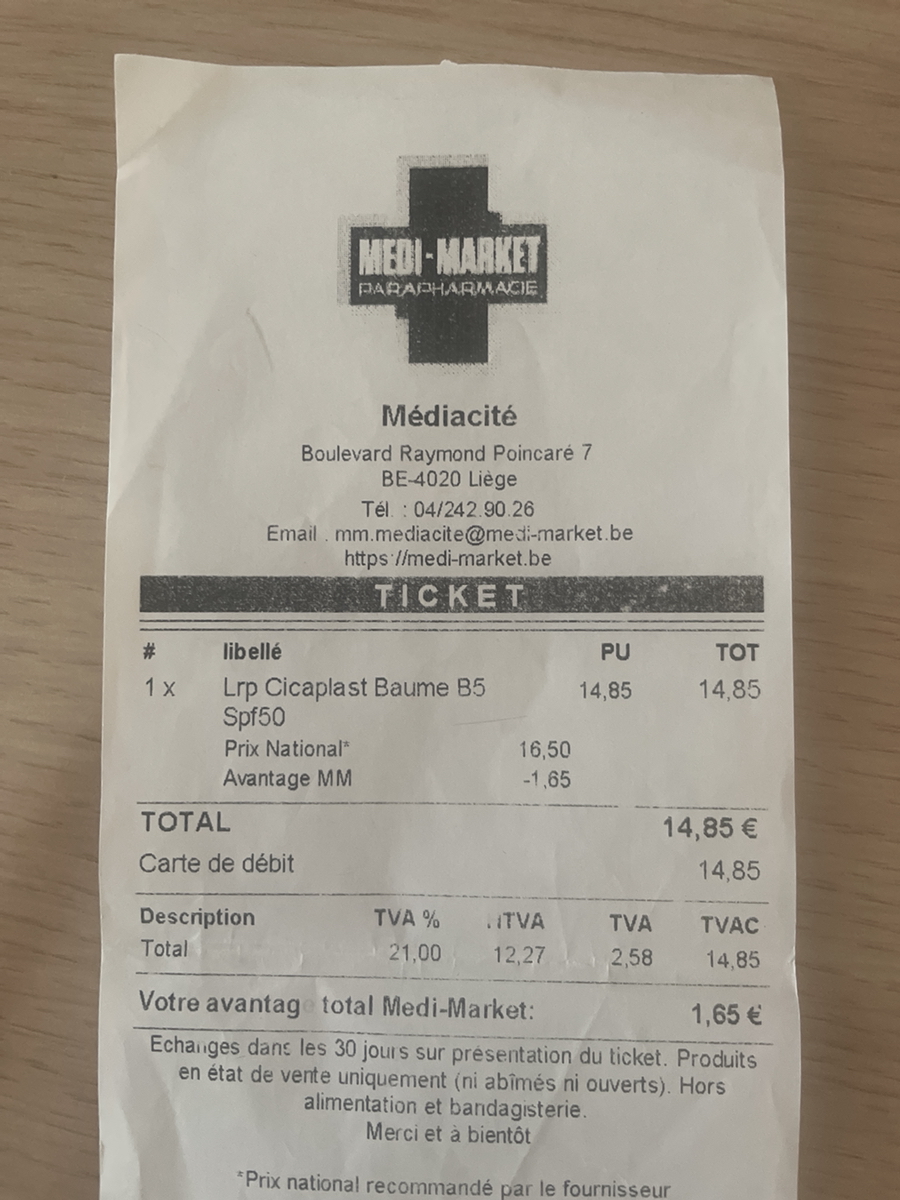 MEDI-MARKET
PARAPHARMACIE
Médiacité
Boulevard Raymond Poincaré 7
BE-4020 Liège
Tél. : 04/242.90.26
Email . mm.mediacite@medi-market.be
https://medi-market.be
TICKET
# libellé PU TOT
1 x Lrp Cicaplast Baume B5 14,85 14,85
Spf50
Prix National* 16,50
Avantage MM -1,65
TOTAL 14,85 €
Carte de débit 14,85
Description TVA % HTVA TVA TVAC
Total 21,00 12,27 2,58 14,85
Votre avantage total Medi-Market: 1,65 €
Echanges dans les 30 jours sur présentation du ticket. Produits
en état de vente uniquement (ni abîmés ni ouverts). Hors
alimentation et bandagisterie.
Merci et à bientôt
*Prix national recommandé par le fournisseur